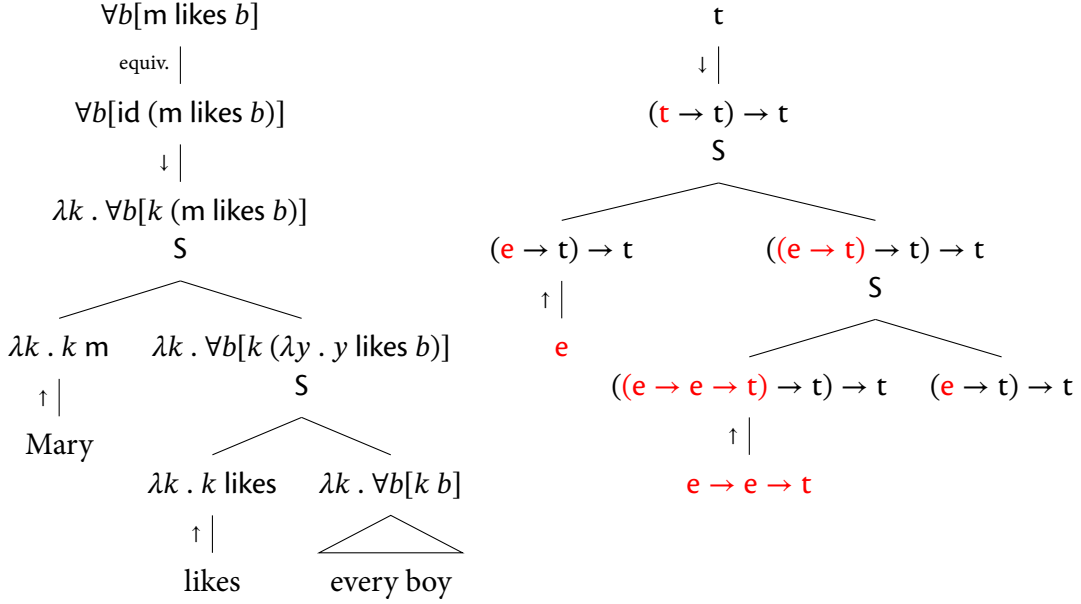 ∀b[m likes b]
equiv.
∀b[id (m likes b)]
↓
λk . ∀b[k (m likes b)]
S
λk . k m
λk . ∀b[k (λy . y likes b)]
S
↑
Mary
λk . k likes
λk . ∀b[k b]
↑
likes
every boy
t
↓
(t → t) → t
S
(e → t) → t
((e → t) → t) → t
S
↑
e
((e → e → t) → t) → t
(e → t) → t
↑
e → e → t